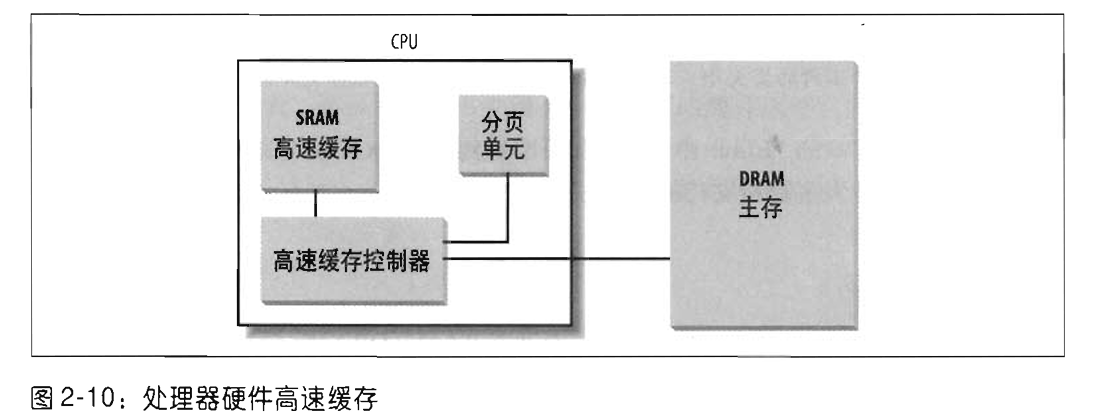 CPU
SRAM
高速缓存
分页
单元
高速缓存控制器
DRAM
主存
图 2-10：处理器硬件高速缓存